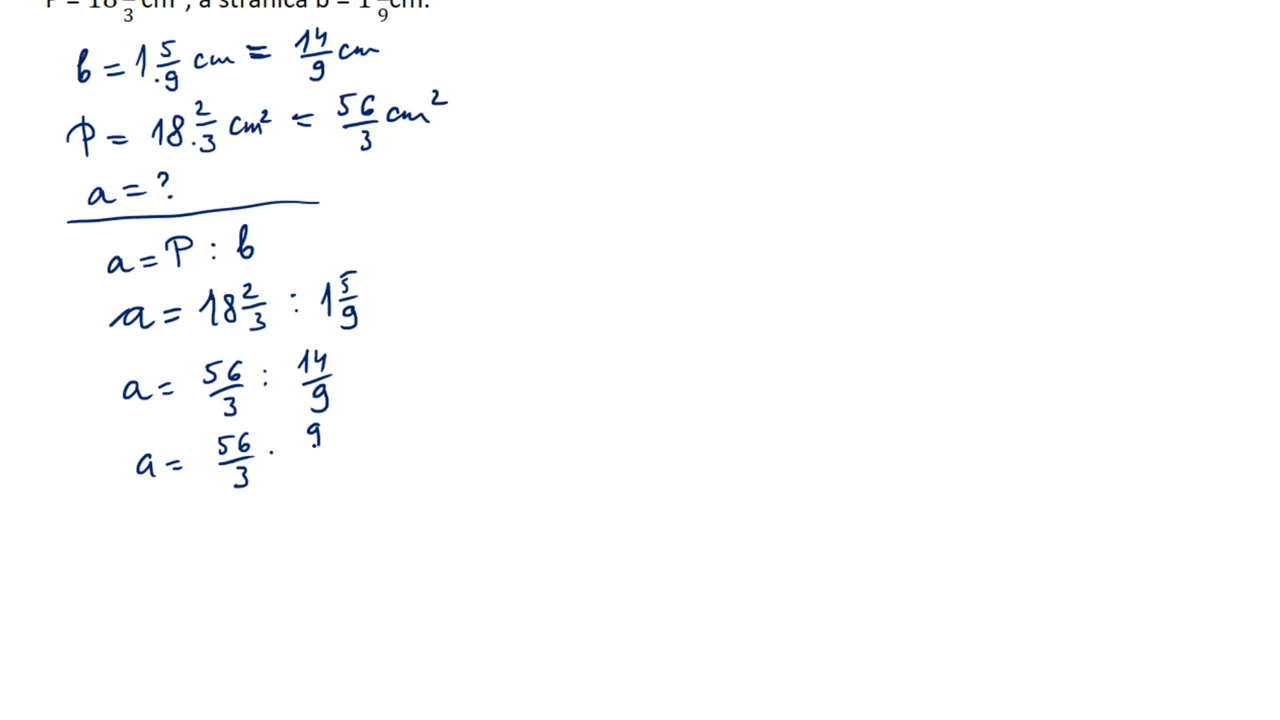 P = 18 2/3 cm², a stranica b = 1 5/9 cm.
b = 1 5/9 cm = 14/9 cm
P = 18 2/3 cm² = 56/3 cm²
a = ?
a = P : b
a = 18 2/3 : 1 5/9
a = 56/3 : 14/9
a = 56/3 · 9